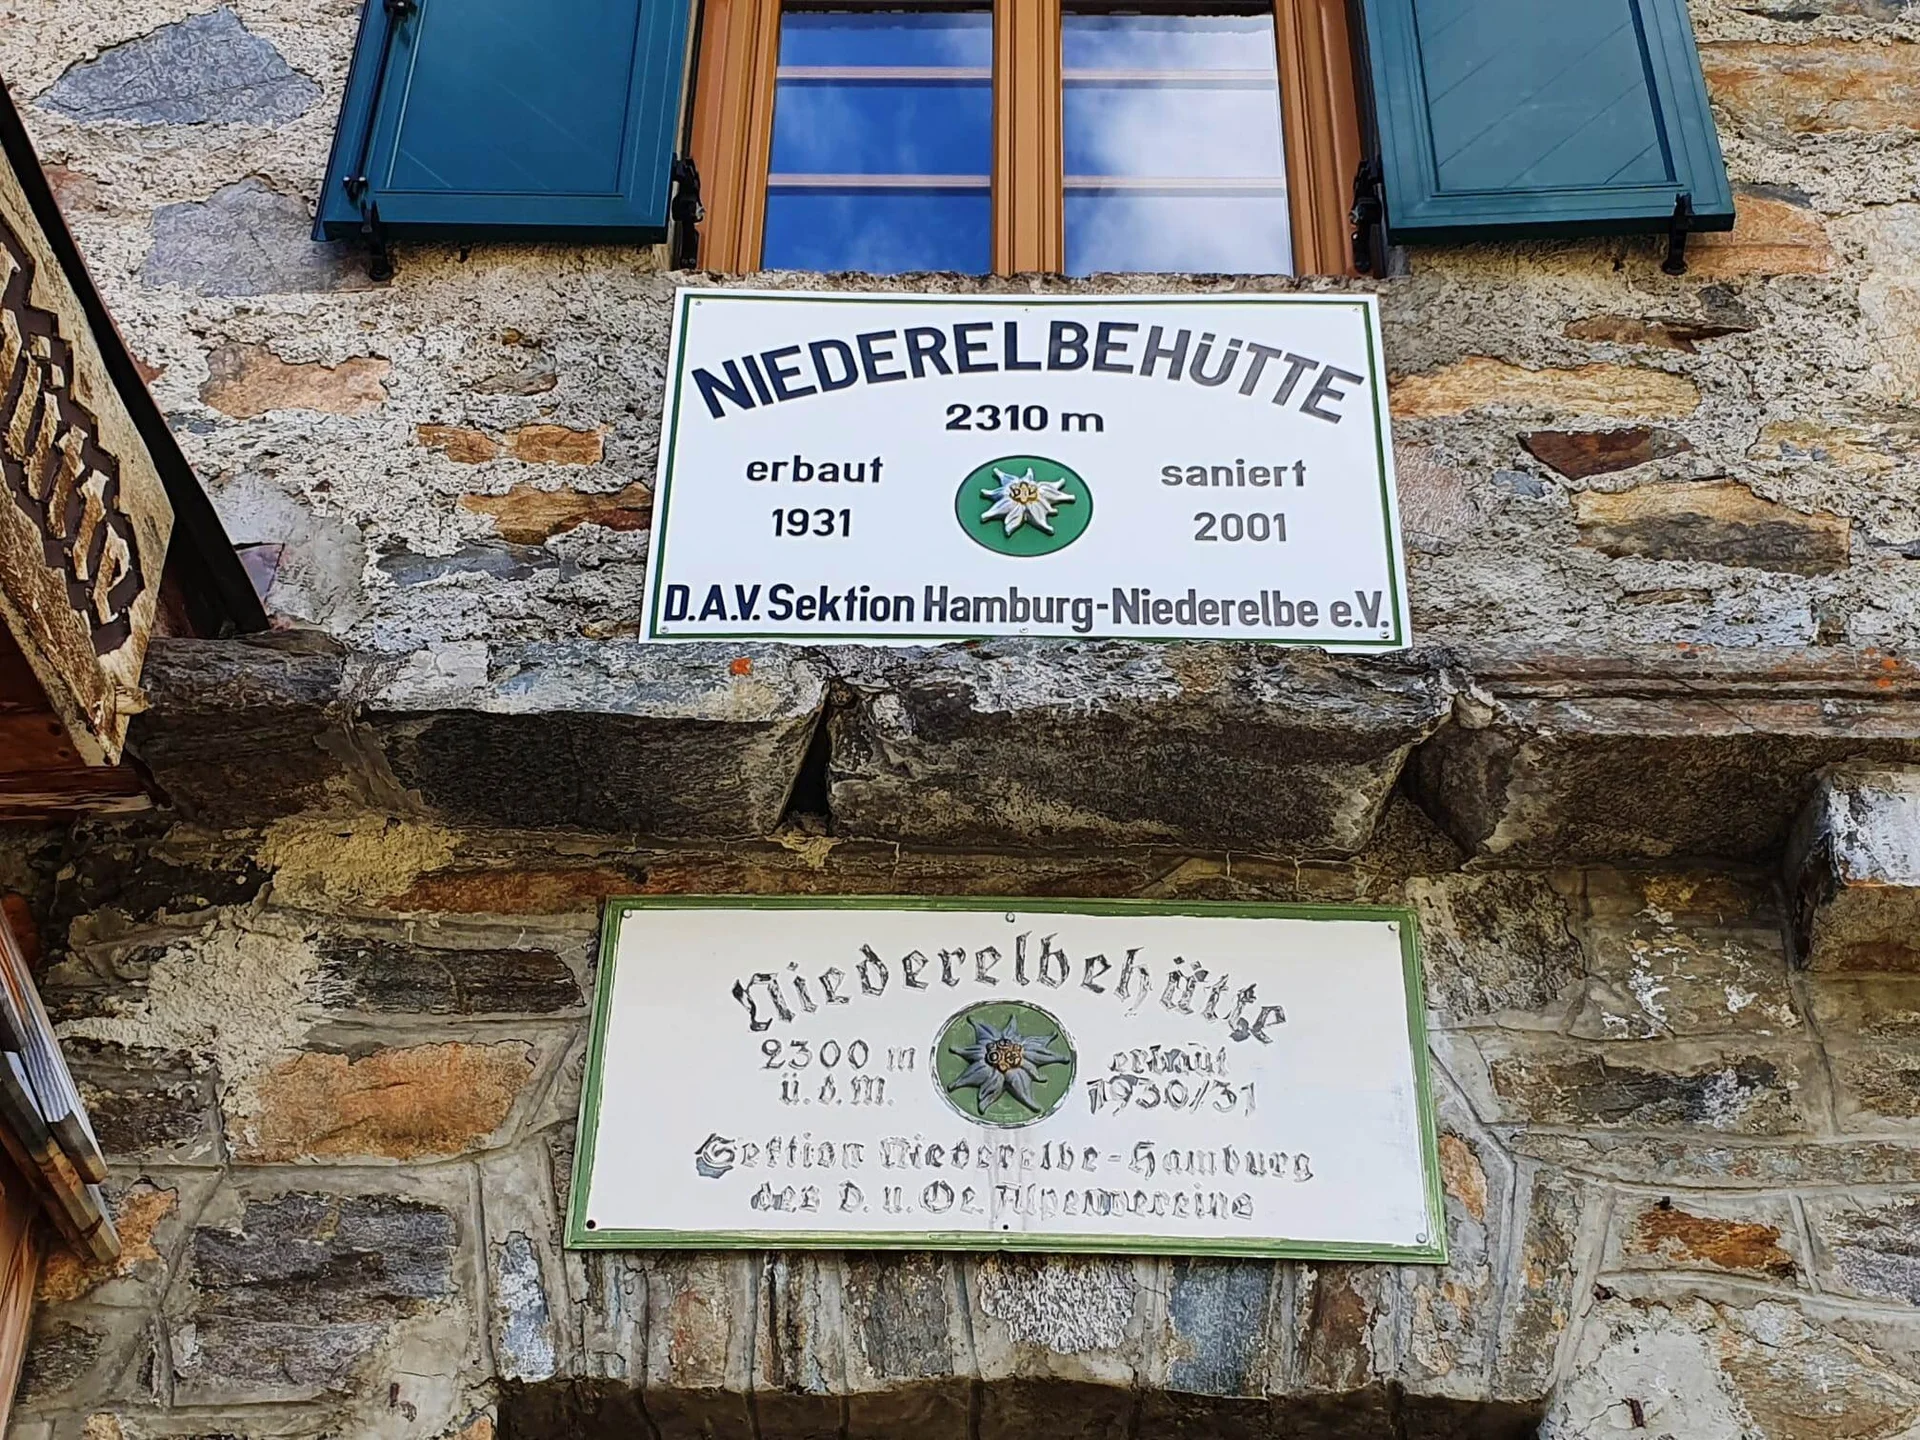 NIEDERELBEHÜTTE
2310 m
erbaut
1931
saniert
2001
D.A.V. Sektion Hamburg-Niederelbe e.V.
Niederelbehütte
2300 m
ü. d. M.
erbaut
1930/31
Sektion Niederelbe-Hamburg
des D. u. Oe. Alpenvereins